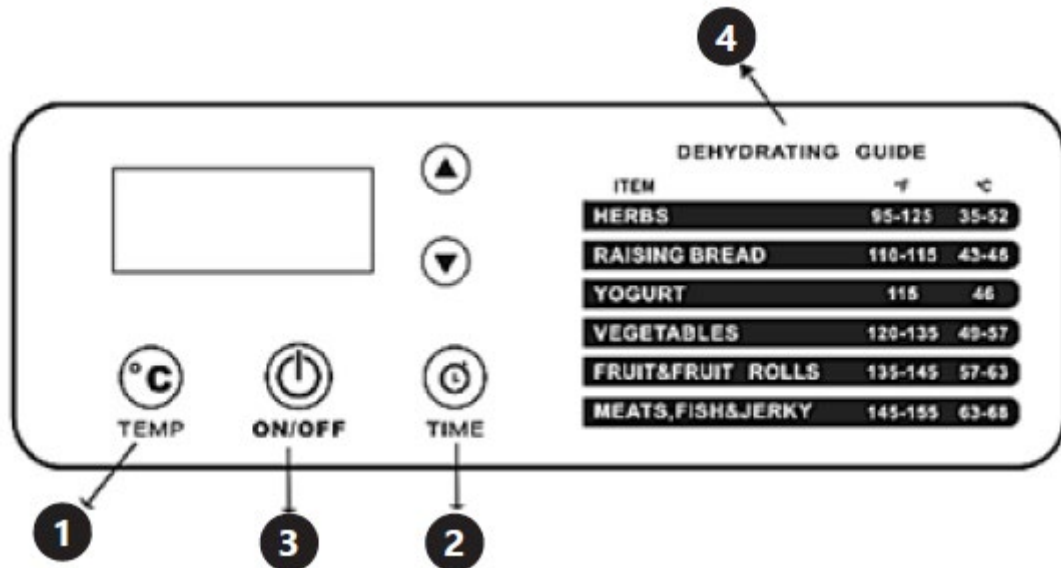 4
DEHYDRATING GUIDE
ITEM °F °C
HERBS 95-125 35-52
RAISING BREAD 110-115 43-46
YOGURT 115 46
VEGETABLES 120-135 49-57
FRUIT&FRUIT ROLLS 135-145 57-63
MEATS,FISH&JERKY 145-155 63-68
°C
TEMP ON/OFF TIME
1 3 2